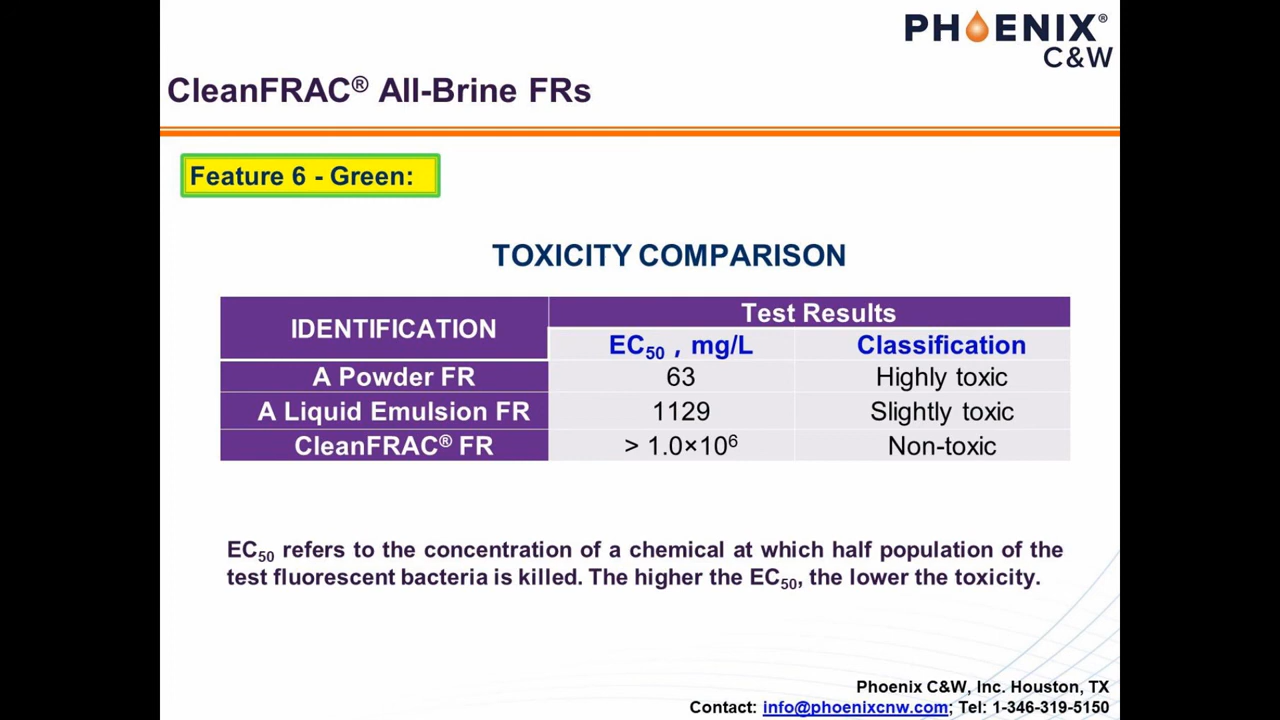 PHOENIX®
C&W
CleanFRAC® All-Brine FRs
Feature 6 - Green:
TOXICITY COMPARISON
IDENTIFICATION
Test Results
EC₅₀ , mg/L
Classification
A Powder FR
63
Highly toxic
A Liquid Emulsion FR
1129
Slightly toxic
CleanFRAC® FR
> 1.0×10⁶
Non-toxic
EC₅₀ refers to the concentration of a chemical at which half population of the
test fluorescent bacteria is killed. The higher the EC₅₀, the lower the toxicity.
Phoenix C&W, Inc. Houston, TX
Contact: info@phoenixcnw.com; Tel: 1-346-319-5150